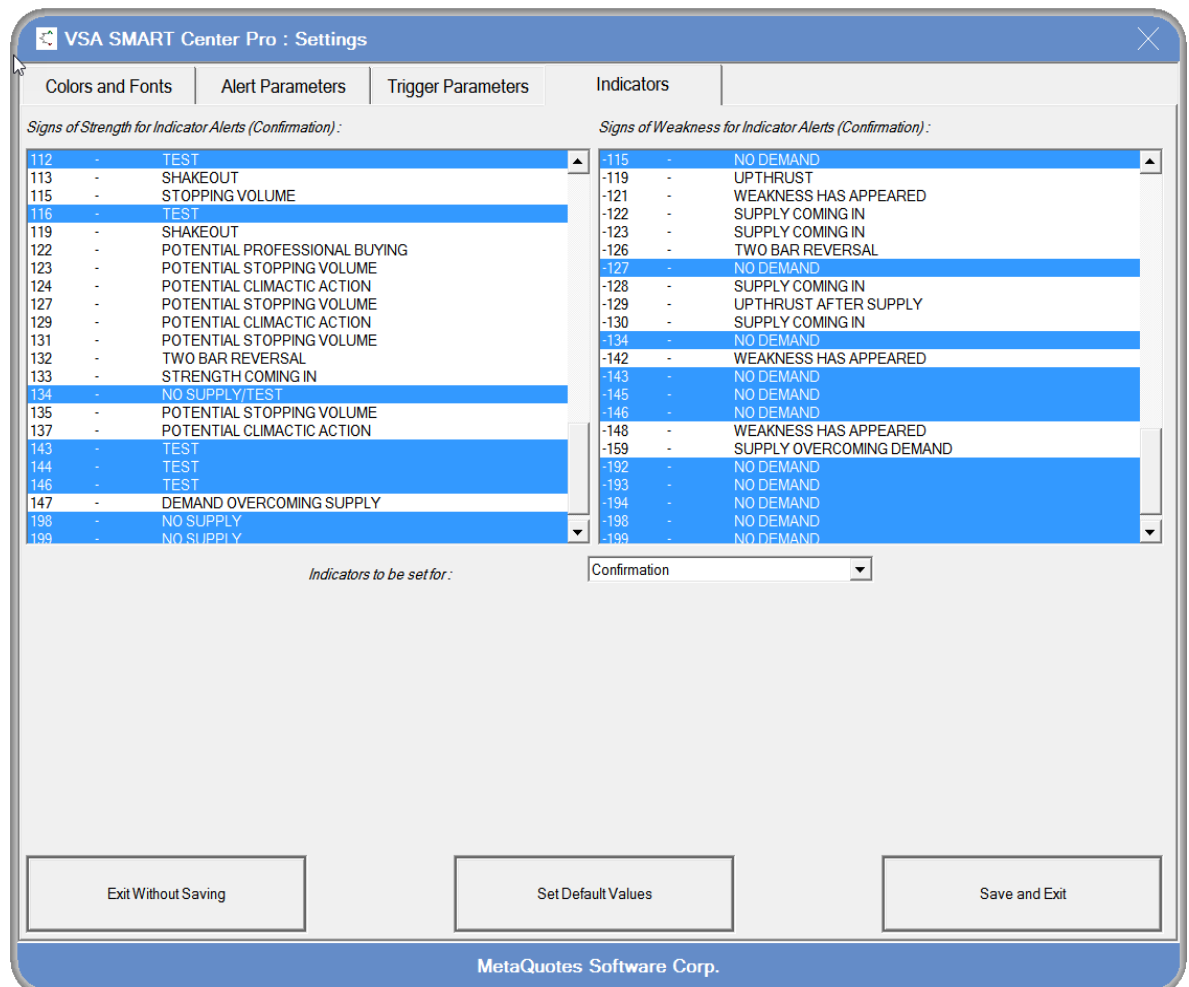 VSA SMART Center Pro : Settings
Colors and Fonts
Alert Parameters
Trigger Parameters
Indicators
Signs of Strength for Indicator Alerts (Confirmation) :
112 - TEST
113 - SHAKEOUT
115 - STOPPING VOLUME
116 - TEST
119 - SHAKEOUT
122 - POTENTIAL PROFESSIONAL BUYING
123 - POTENTIAL STOPPING VOLUME
124 - POTENTIAL CLIMACTIC ACTION
127 - POTENTIAL STOPPING VOLUME
129 - POTENTIAL CLIMACTIC ACTION
131 - POTENTIAL STOPPING VOLUME
132 - TWO BAR REVERSAL
133 - STRENGTH COMING IN
134 - NO SUPPLY/TEST
135 - POTENTIAL STOPPING VOLUME
137 - POTENTIAL CLIMACTIC ACTION
143 - TEST
144 - TEST
146 - TEST
147 - DEMAND OVERCOMING SUPPLY
198 - NO SUPPLY
199 - NO SUPPLY
Signs of Weakness for Indicator Alerts (Confirmation) :
-115 - NO DEMAND
-119 - UPTHRUST
-121 - WEAKNESS HAS APPEARED
-122 - SUPPLY COMING IN
-123 - SUPPLY COMING IN
-126 - TWO BAR REVERSAL
-127 - NO DEMAND
-128 - SUPPLY COMING IN
-129 - UPTHRUST AFTER SUPPLY
-130 - SUPPLY COMING IN
-134 - NO DEMAND
-142 - WEAKNESS HAS APPEARED
-143 - NO DEMAND
-145 - NO DEMAND
-146 - NO DEMAND
-148 - WEAKNESS HAS APPEARED
-159 - SUPPLY OVERCOMING DEMAND
-192 - NO DEMAND
-193 - NO DEMAND
-194 - NO DEMAND
-198 - NO DEMAND
-199 - NO DEMAND
Indicators to be set for :
Confirmation
Exit Without Saving
Set Default Values
Save and Exit
MetaQuotes Software Corp.